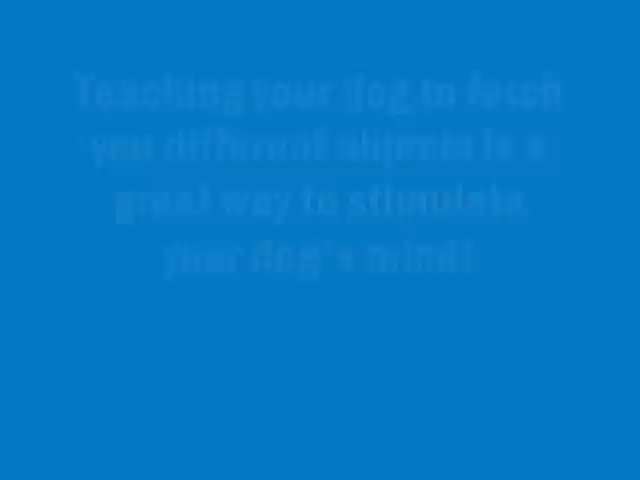 Teaching your dog to fetch
you different objects is a
great way to stimulate
your dog's mind!